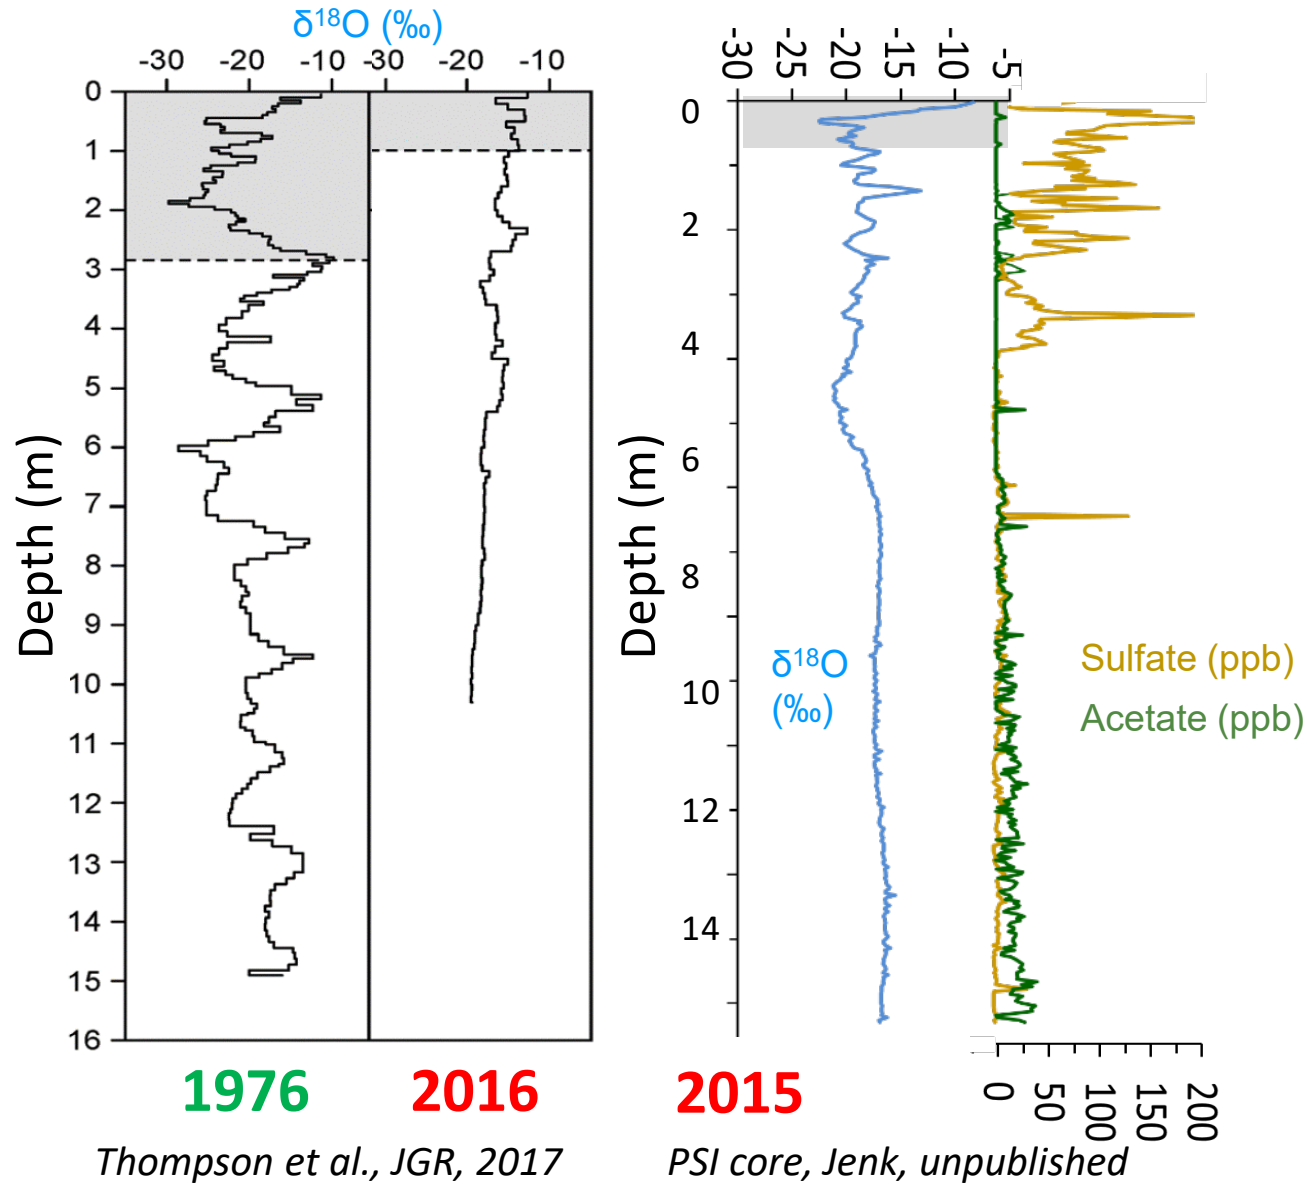 δ¹⁸O (‰)
-30 -20 -10 -30 -20 -10
0
1
2
3
4
5
6
7
8
9
10
11
12
13
14
15
16
Depth (m)
1976
2016
Thompson et al., JGR, 2017
-30 -25 -20 -15 -10 -5
0
2
4
6
8
10
12
14
Depth (m)
δ¹⁸O
(‰)
Sulfate (ppb)
Acetate (ppb)
0 50 100 150 200
2015
PSI core, Jenk, unpublished